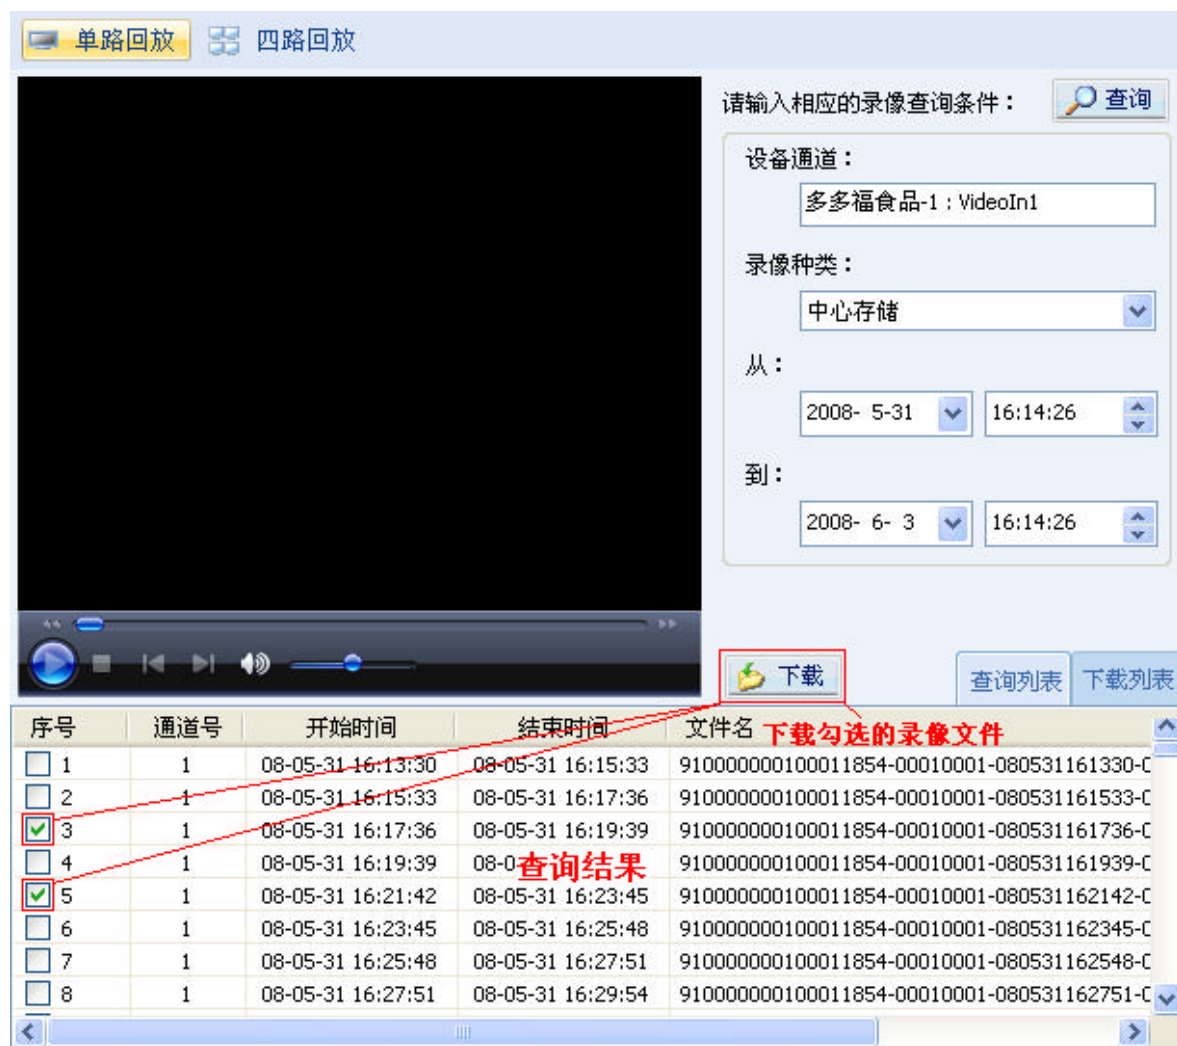 单路回放 四路回放
请输入相应的录像查询条件： 查询
设备通道：
多多福食品-1 : VideoIn1
录像种类：
中心存储
从：
2008- 5-31 16:14:26
到：
2008- 6- 3 16:14:26
下载 查询列表 下载列表
序号 通道号 开始时间 结束时间 文件名
下载勾选的录像文件
1 1 08-05-31 16:13:30 08-05-31 16:15:33 910000000100011854-00010001-080531161330-
2 1 08-05-31 16:15:33 08-05-31 16:17:36 910000000100011854-00010001-080531161533-
3 1 08-05-31 16:17:36 08-05-31 16:19:39 910000000100011854-00010001-080531161736-
4 1 08-05-31 16:19:39 08-0 910000000100011854-00010001-080531161939-
查询结果
5 1 08-05-31 16:21:42 08-05-31 16:23:45 910000000100011854-00010001-080531162142-
6 1 08-05-31 16:23:45 08-05-31 16:25:48 910000000100011854-00010001-080531162345-
7 1 08-05-31 16:25:48 08-05-31 16:27:51 910000000100011854-00010001-080531162548-
8 1 08-05-31 16:27:51 08-05-31 16:29:54 910000000100011854-00010001-080531162751-